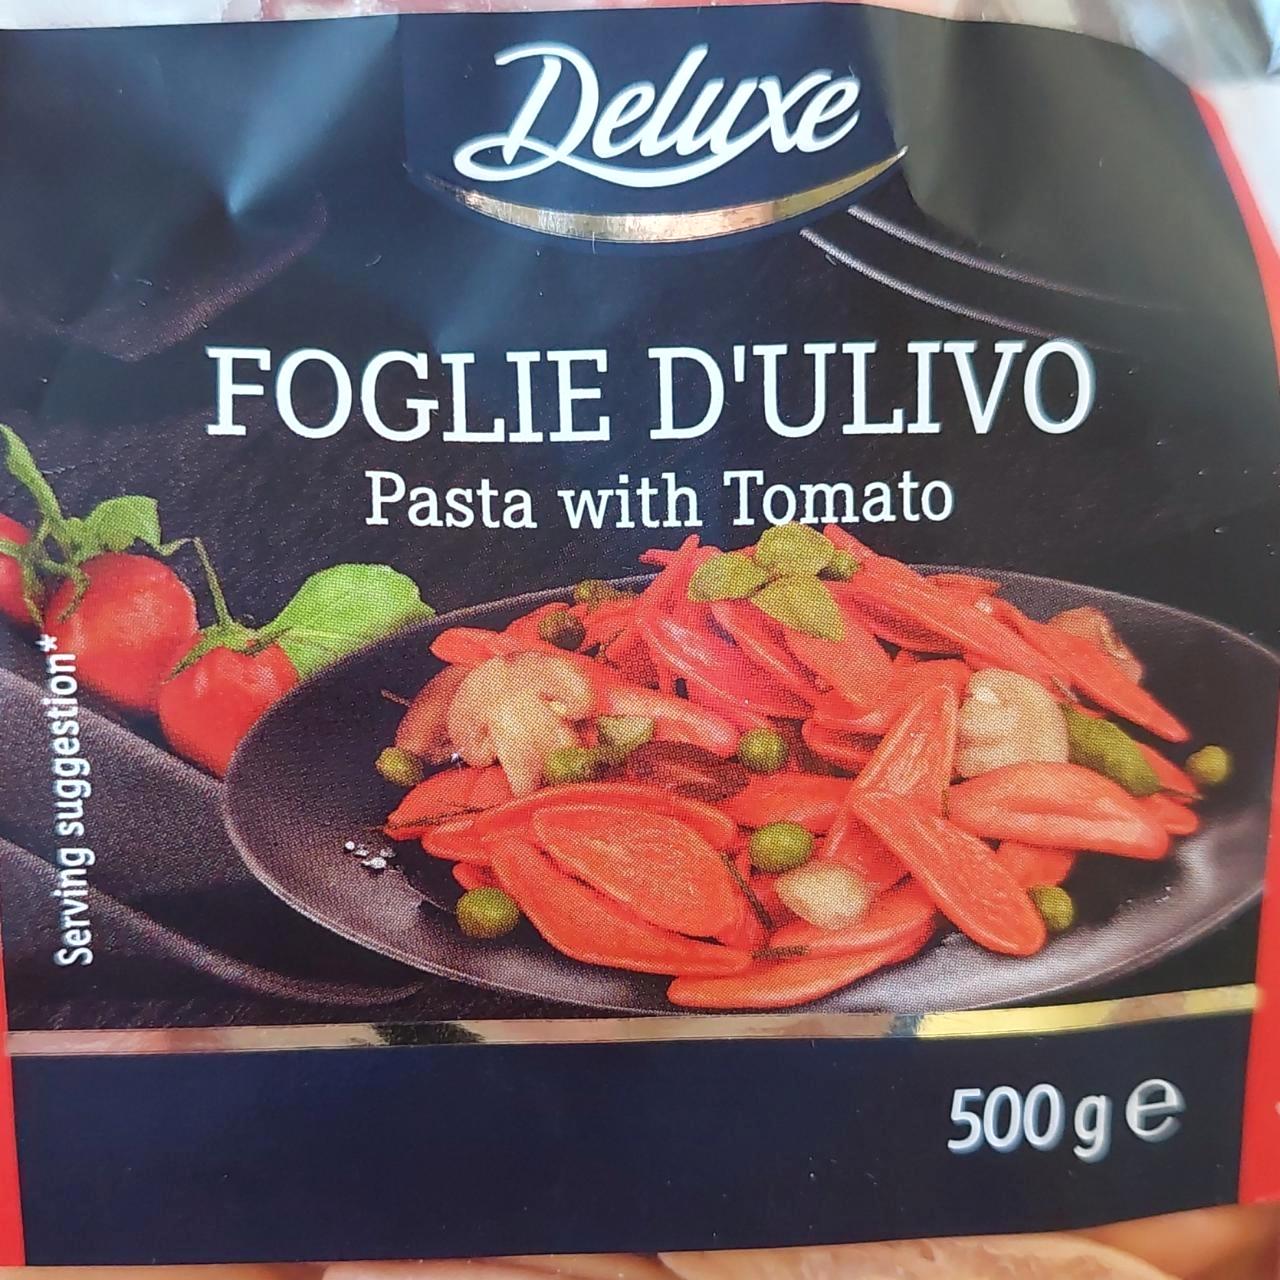 Deluxe
FOGLIE D'ULIVO
Pasta with Tomato
Serving suggestion*
500 g e